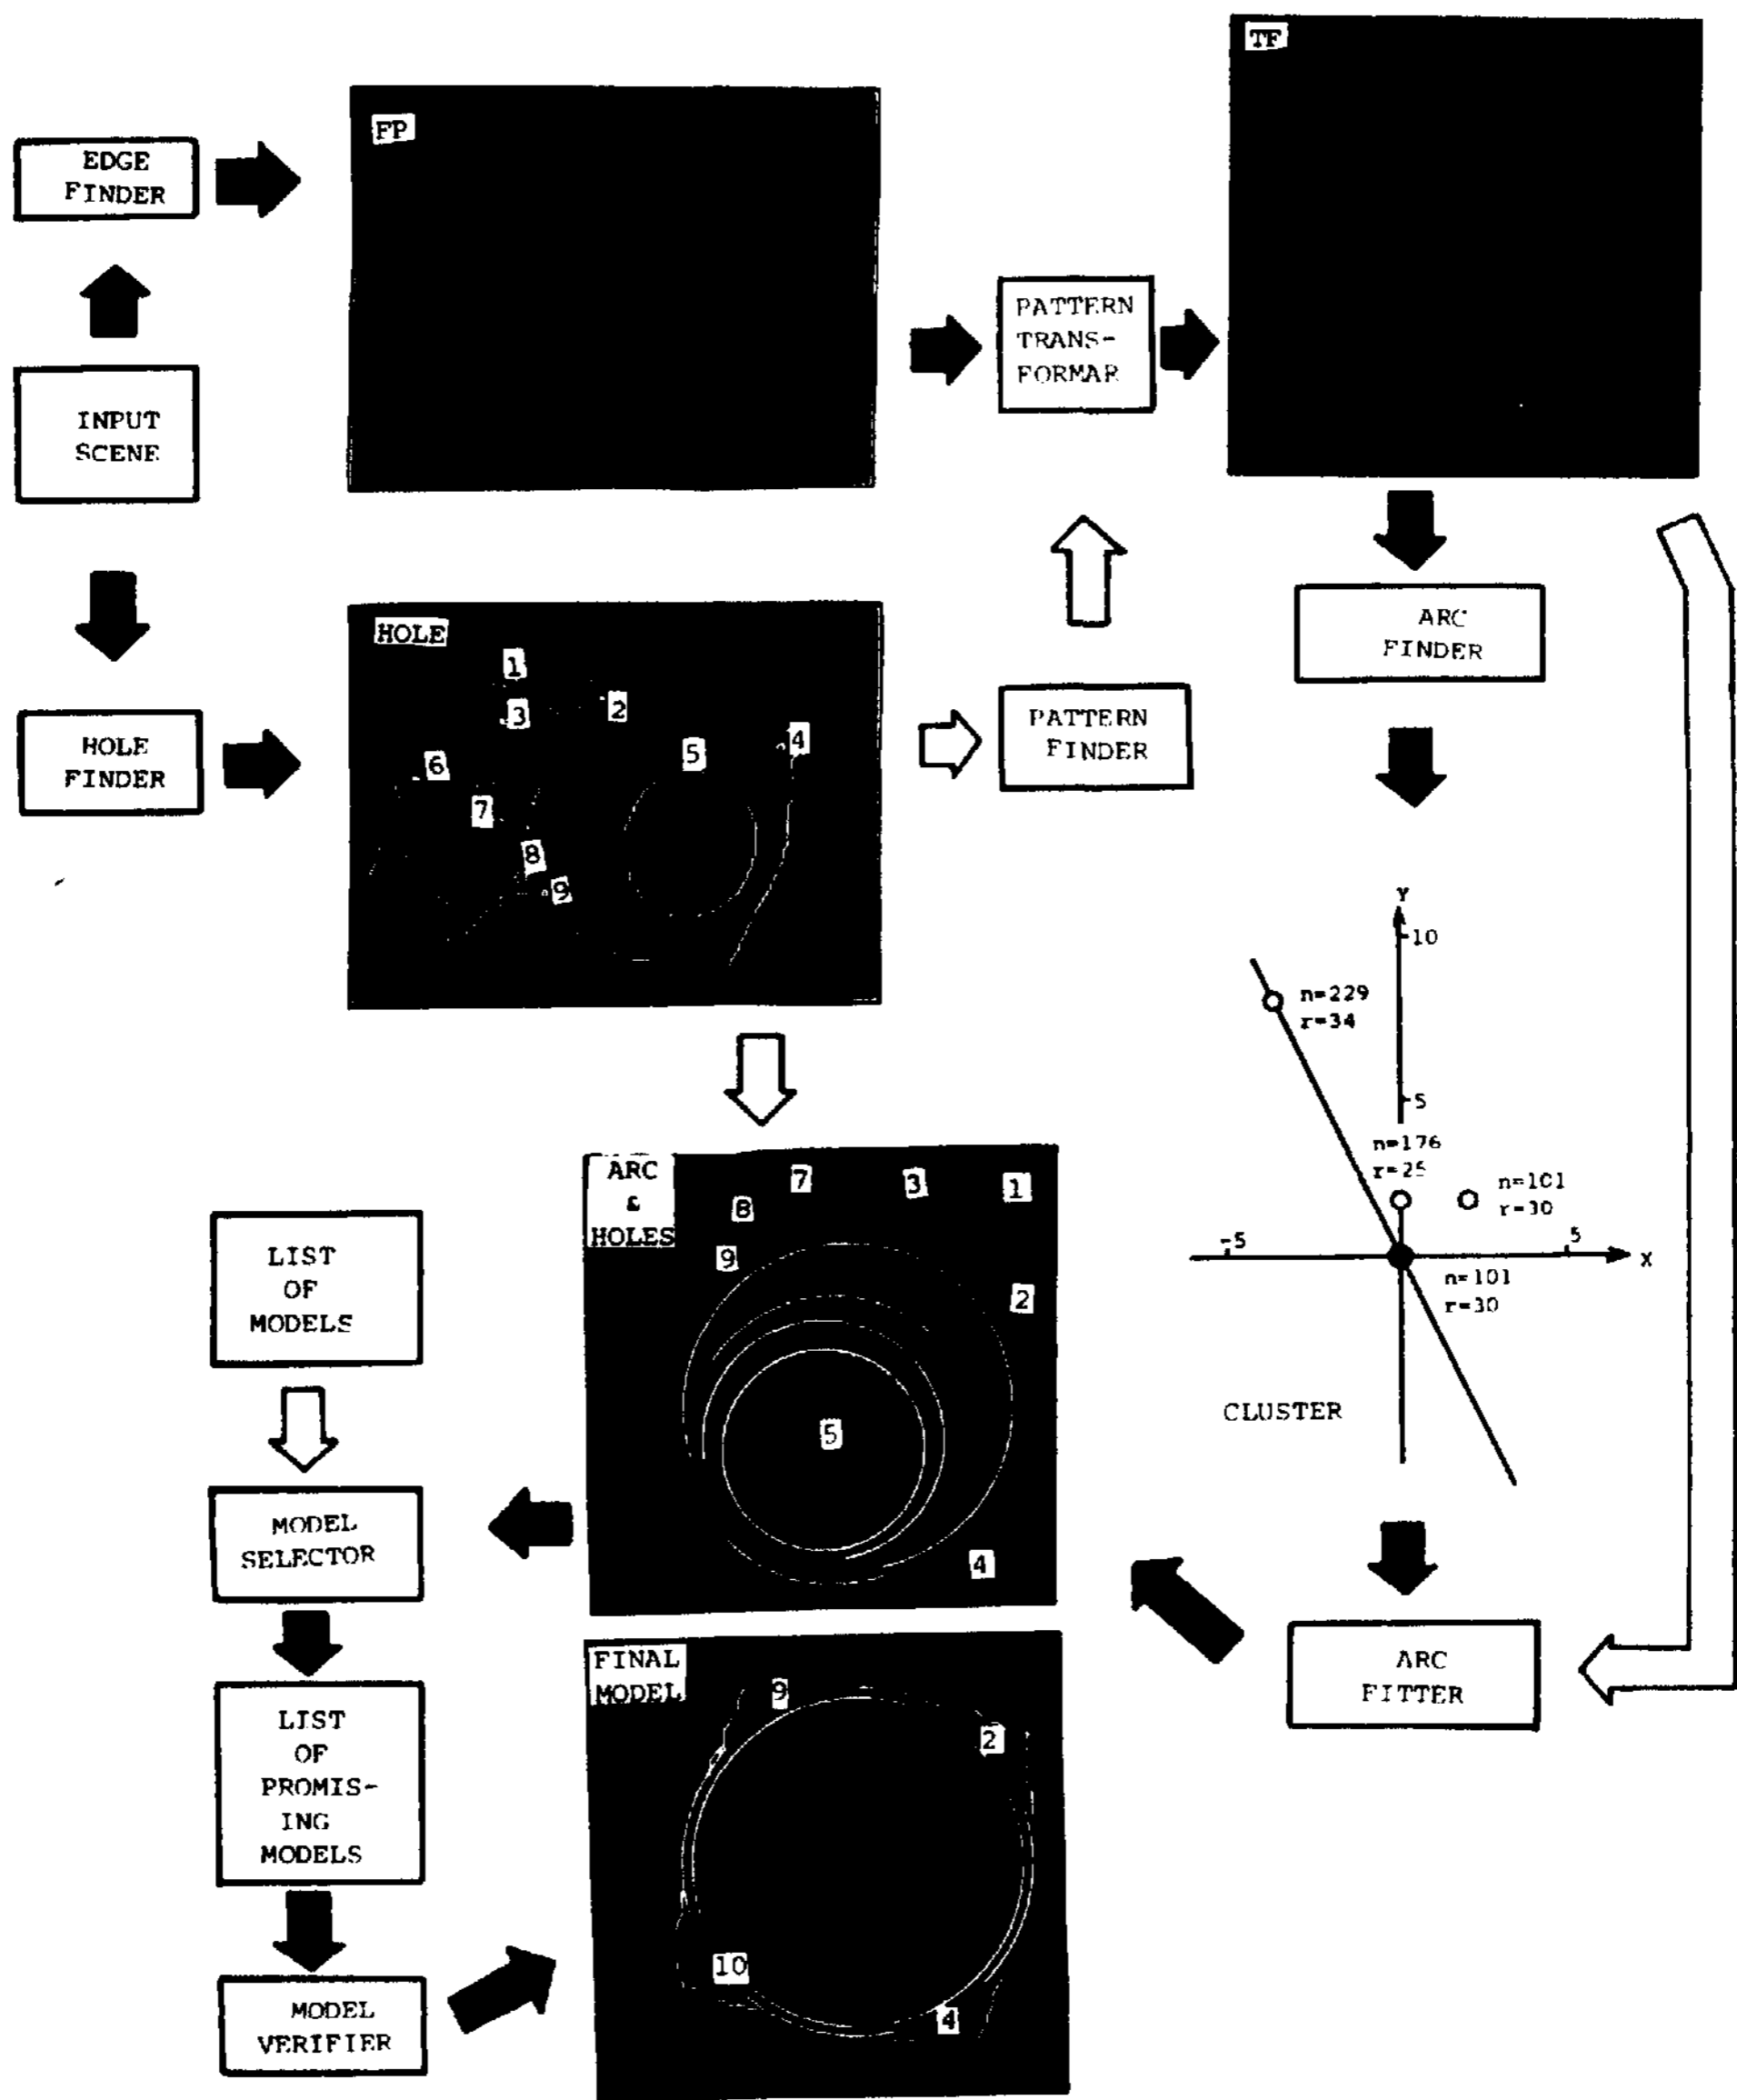 TF
FP
EDGE
FINDER
PATTERN
TRANS-
FORMAR
INPUT
SCENE
ARC
FINDER
HOLE
1
3
2
4
5
6
7
8
9
HOLE
FINDER
PATTERN
FINDER
Y
10
n=229
r=34
5
n=176
r=25
n=101
r=30
-5
5
X
n=101
r=30
CLUSTER
ARC
&
HOLES
7
3
1
8
9
2
5
4
LIST
OF
MODELS
MODEL
SELECTOR
ARC
FITTER
FINAL
MODEL
9
2
10
4
LIST
OF
PROMIS-
ING
MODELS
MODEL
VERIFIER